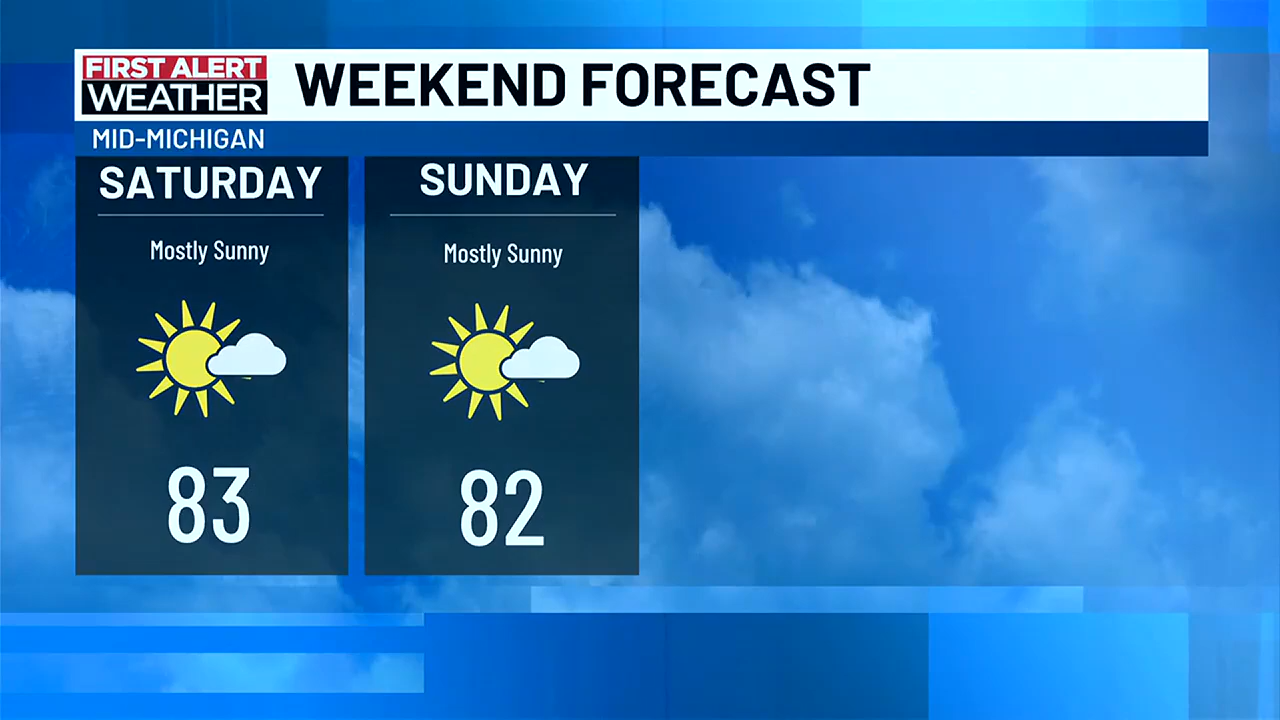 FIRST ALERT
WEATHER
WEEKEND FORECAST
MID-MICHIGAN
SATURDAY
Mostly Sunny
83
SUNDAY
Mostly Sunny
82